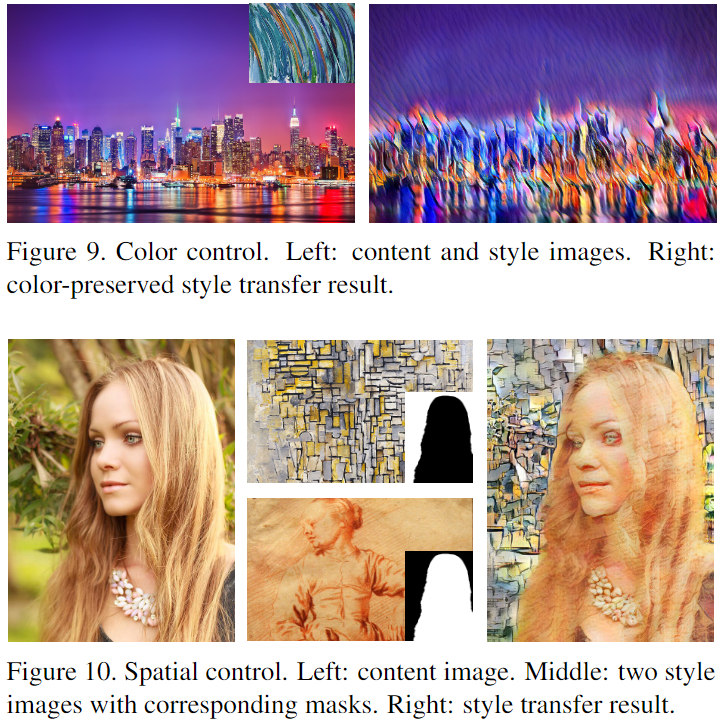 Figure 9. Color control. Left: content and style images. Right:
color-preserved style transfer result.
Figure 10. Spatial control. Left: content image. Middle: two style
images with corresponding masks. Right: style transfer result.